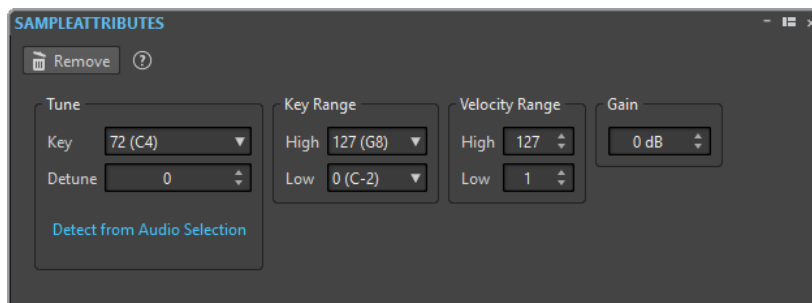 SAMPLEATTRIBUTES
Remove ?
Tune
Key 72 (C4)
Detune 0
Detect from Audio Selection
Key Range
High 127 (G8)
Low 0 (C-2)
Velocity Range
High 127
Low 1
Gain
0 dB